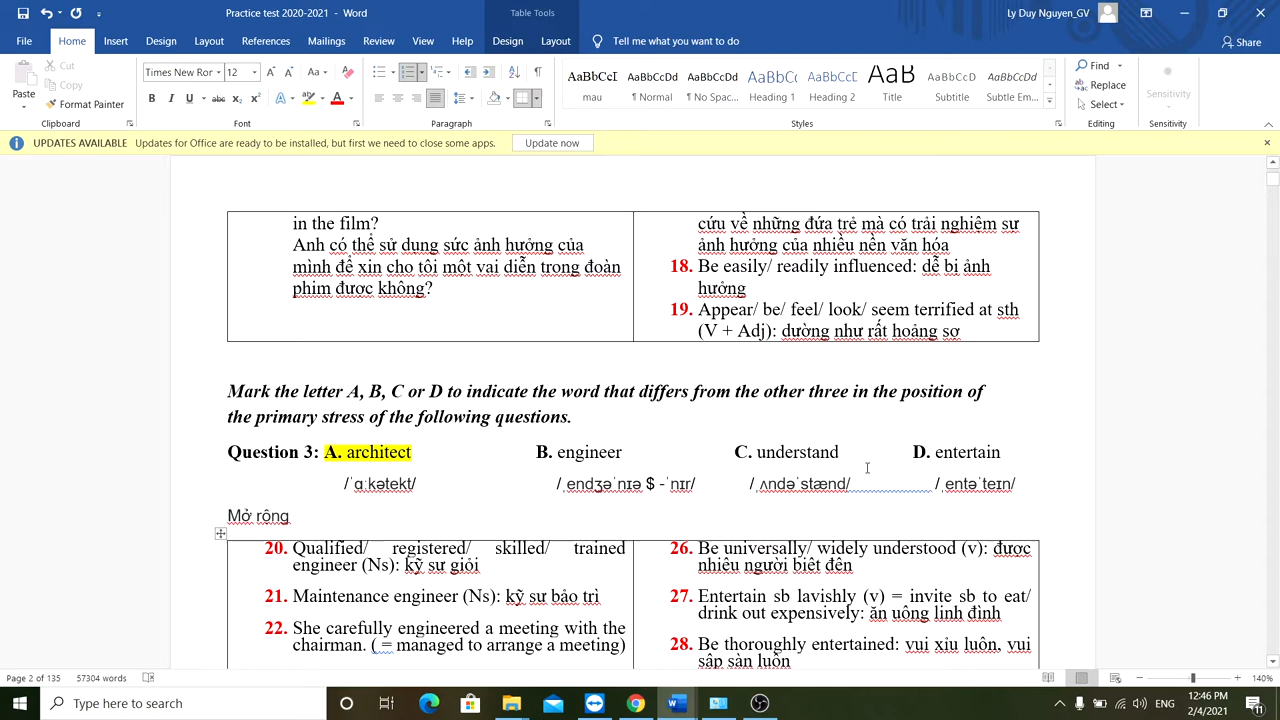 Practice test 2020-2021
Table Tools
Ly Duy Nguyen_GV
File Home Insert Design Layout References Mailings Review View Help Design Layout Tell me what you want to do Share
Paste
Cut
Copy
Format Painter
Times New Ror 12
B I U abc x₂ x²
AaBbCcI mau
AaBbCcDd ¶ Normal
AaBbCcDd ¶ No Spac...
AaBbCcI Heading 1
AaBbCcI Heading 2
AaB Title
AaBbCcD Subtitle
AaBbCcDd Subtle Em...
Find
Replace
Select
Sensitivity
Clipboard Font Paragraph Styles Editing Sensitivity
UPDATES AVAILABLE Updates for Office are ready to be installed, but first we need to close some apps. Update now
in the film?
Anh có thể sử dụng sức ảnh hưởng của
mình để xin cho tôi một vai diễn trong đoàn
phim được không?
cứu về những đứa trẻ mà có trải nghiệm sự
ảnh hưởng của nhiều nền văn hóa
18. Be easily/ readily influenced: dễ bị ảnh
hưởng
19. Appear/ be/ feel/ look/ seem terrified at sth
(V + Adj): dường như rất hoảng sợ
Mark the letter A, B, C or D to indicate the word that differs from the other three in the position of
the primary stress of the following questions.
Question 3: A. architect B. engineer C. understand D. entertain
/ˈɑːkətekt/ /ˌendʒəˈnɪə $ -ˈnɪr/ /ˌʌndəˈstænd/ /ˌentəˈteɪn/
Mở rộng
20. Qualified/ registered/ skilled/ trained
engineer (Ns): kỹ sư giỏi
21. Maintenance engineer (Ns): kỹ sư bảo trì
22. She carefully engineered a meeting with the
chairman. ( = managed to arrange a meeting)
26. Be universally/ widely understood (v): được
nhiều người biết đến
27. Entertain sb lavishly (v) = invite sb to eat/
drink out expensively: ăn uống linh đình
28. Be thoroughly entertained: vui xỉu luôn, vui
sập sàn luôn
Page 2 of 135 57304 words 140%
Type here to search
ENG
12:46 PM
2/4/2021
11